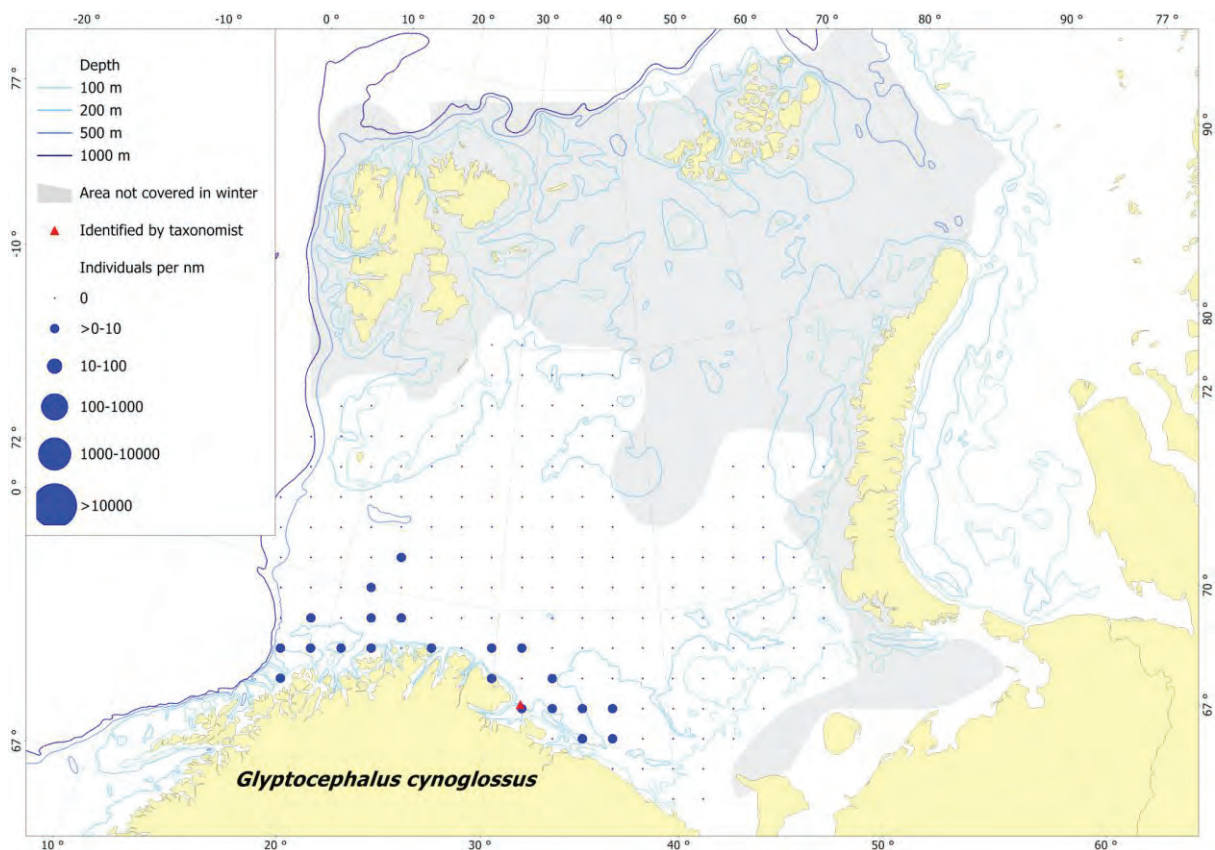 -20 ° -10 ° 0 ° 10 ° 20 ° 25 ° 30 ° 35 ° 40 ° 50 ° 60 ° 70 ° 80 ° 90 ° 77 °
Depth
100 m
200 m
500 m
1000 m
Area not covered in winter
Identified by taxonomist
Individuals per nm
0
>0-10
10-100
100-1000
1000-10000
>10000
77 °
-10 °
72 °
0 °
67 °
90 °
80 °
72 °
70 °
67 °
Glyptocephalus cynoglossus
10 ° 20 ° 30 ° 40 ° 50 ° 60 °